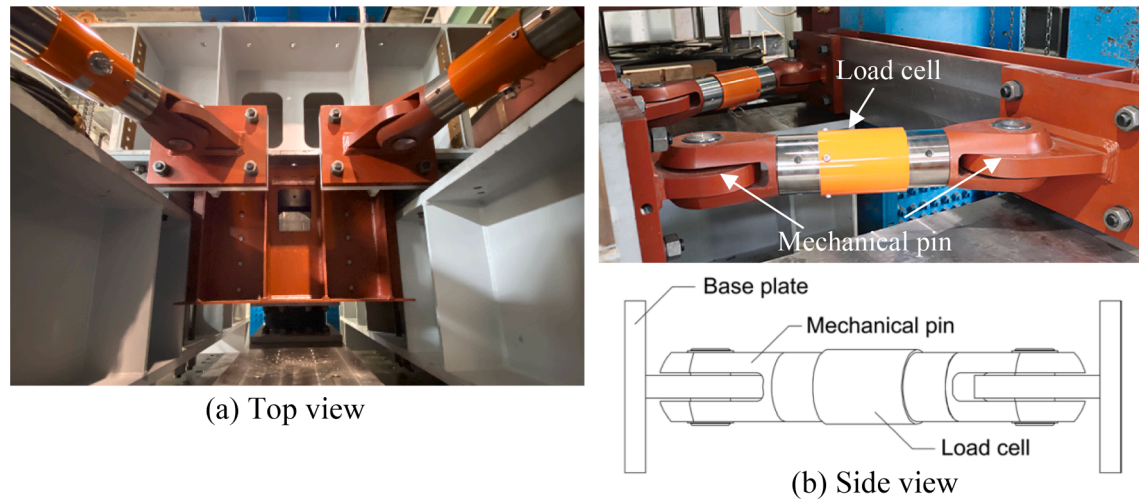 Load cell
Mechanical pin
Base plate
Mechanical pin
Load cell
(a) Top view
(b) Side view